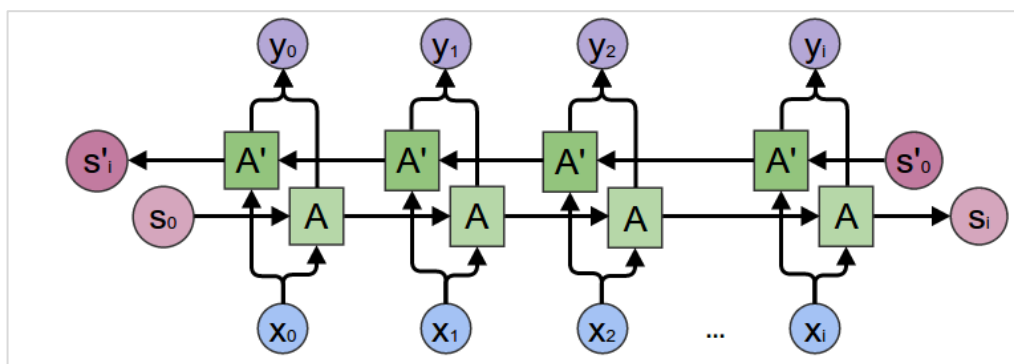 y₀ y₁ y₂ yᵢ
s'ᵢ A' A' A' A' s'₀
s₀ A A A A sᵢ
x₀ x₁ x₂ ... xᵢ